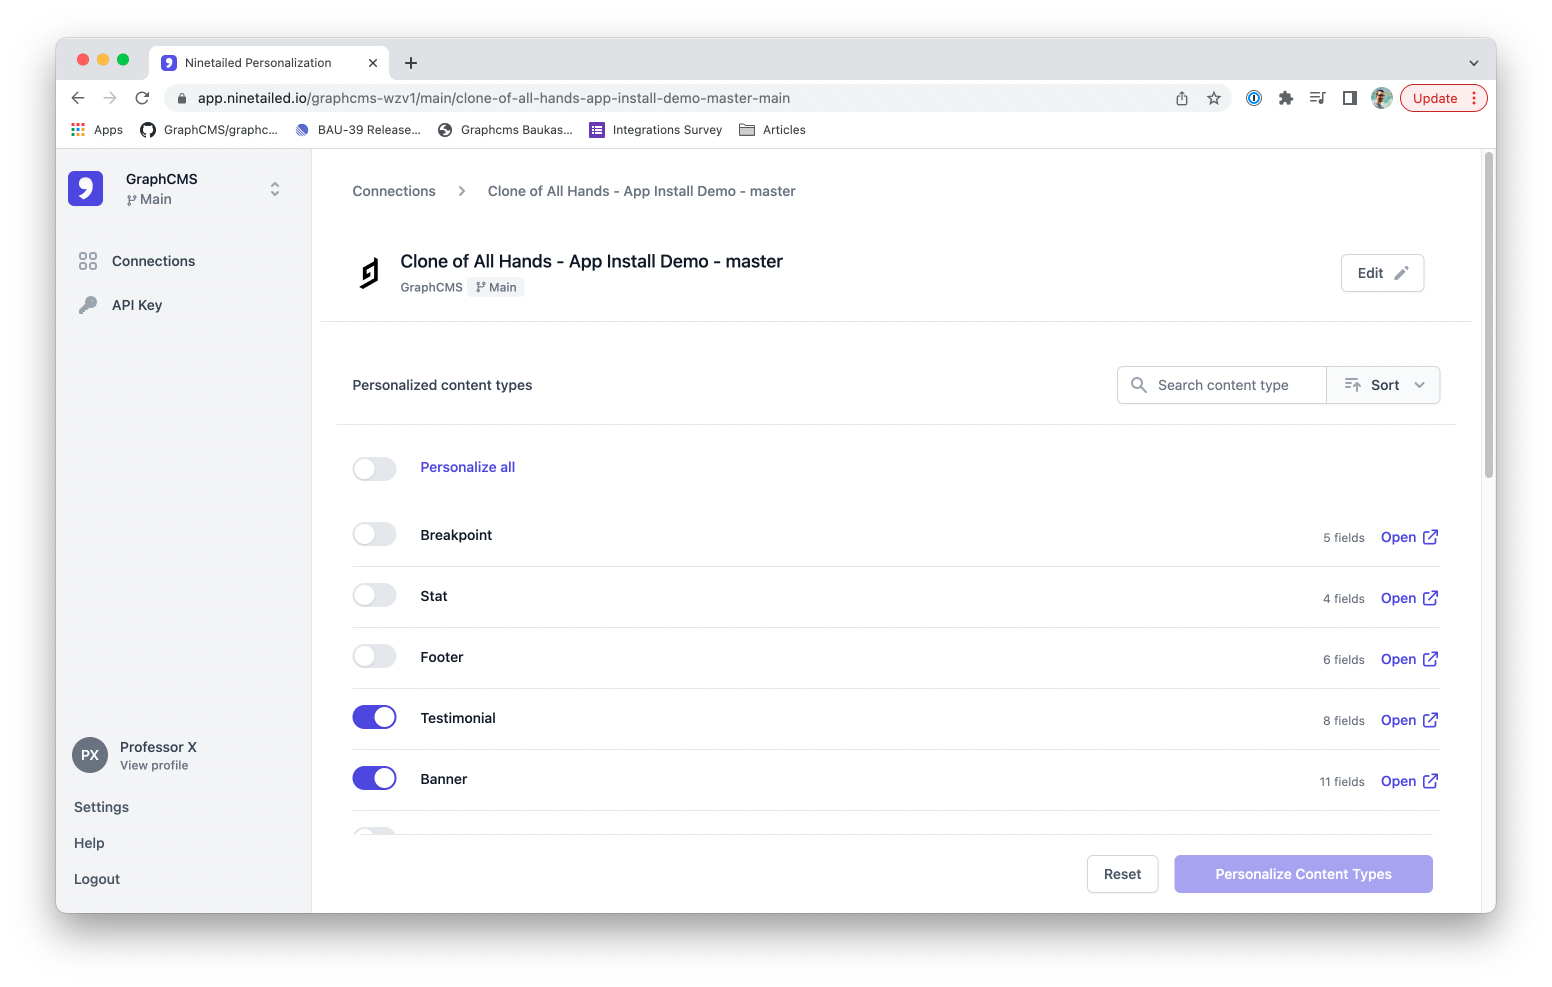 Ninetailed Personalization
app.ninetailed.io/graphcms-wzv1/main/clone-of-all-hands-app-install-demo-master-main
Update
Apps
GraphCMS/graphc...
BAU-39 Release...
Graphcms Baukas...
Integrations Survey
Articles
GraphCMS
Main
Connections
API Key
Professor X
PX
View profile
Settings
Help
Logout
Connections > Clone of All Hands - App Install Demo - master
Clone of All Hands - App Install Demo - master
GraphCMS Main
Edit
Personalized content types
Search content type
Sort
Personalize all
Breakpoint 5 fields Open
Stat 4 fields Open
Footer 6 fields Open
Testimonial 8 fields Open
Banner 11 fields Open
Reset
Personalize Content Types